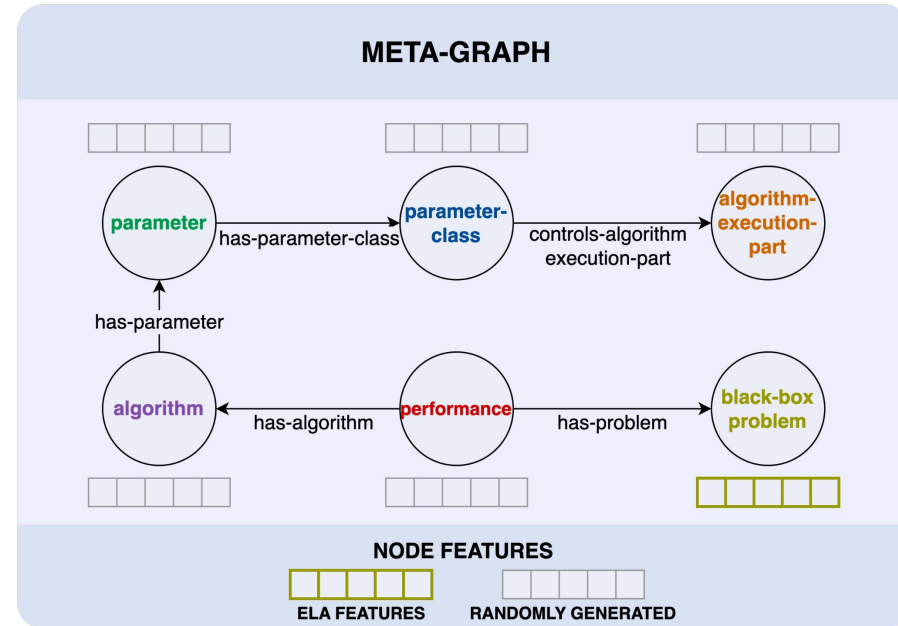 META-GRAPH
parameter
has-parameter-class
parameter-
class
controls-algorithm
execution-part
algorithm-
execution-
part
has-parameter
algorithm
has-algorithm
performance
has-problem
black-box
problem
NODE FEATURES
ELA FEATURES
RANDOMLY GENERATED